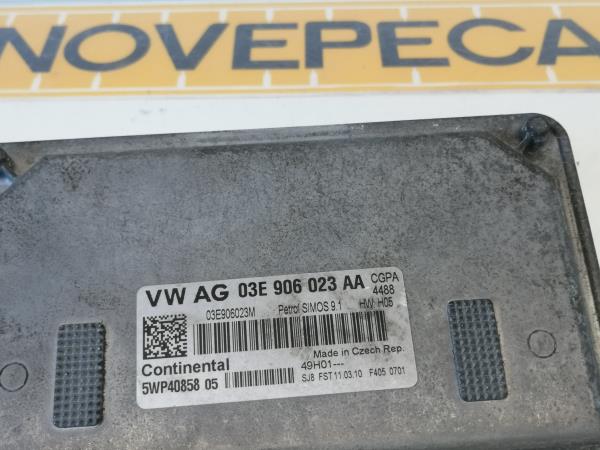 NOVEPECA
VW AG 03E 906 023 AA CGPA
4488
03E906023M Petrol SIMOS 9.1 HW: H05
Made in Czech Rep.
Continental 49H01---
5WP40858 05 SJ8 FST 11.03.10 F405 0701